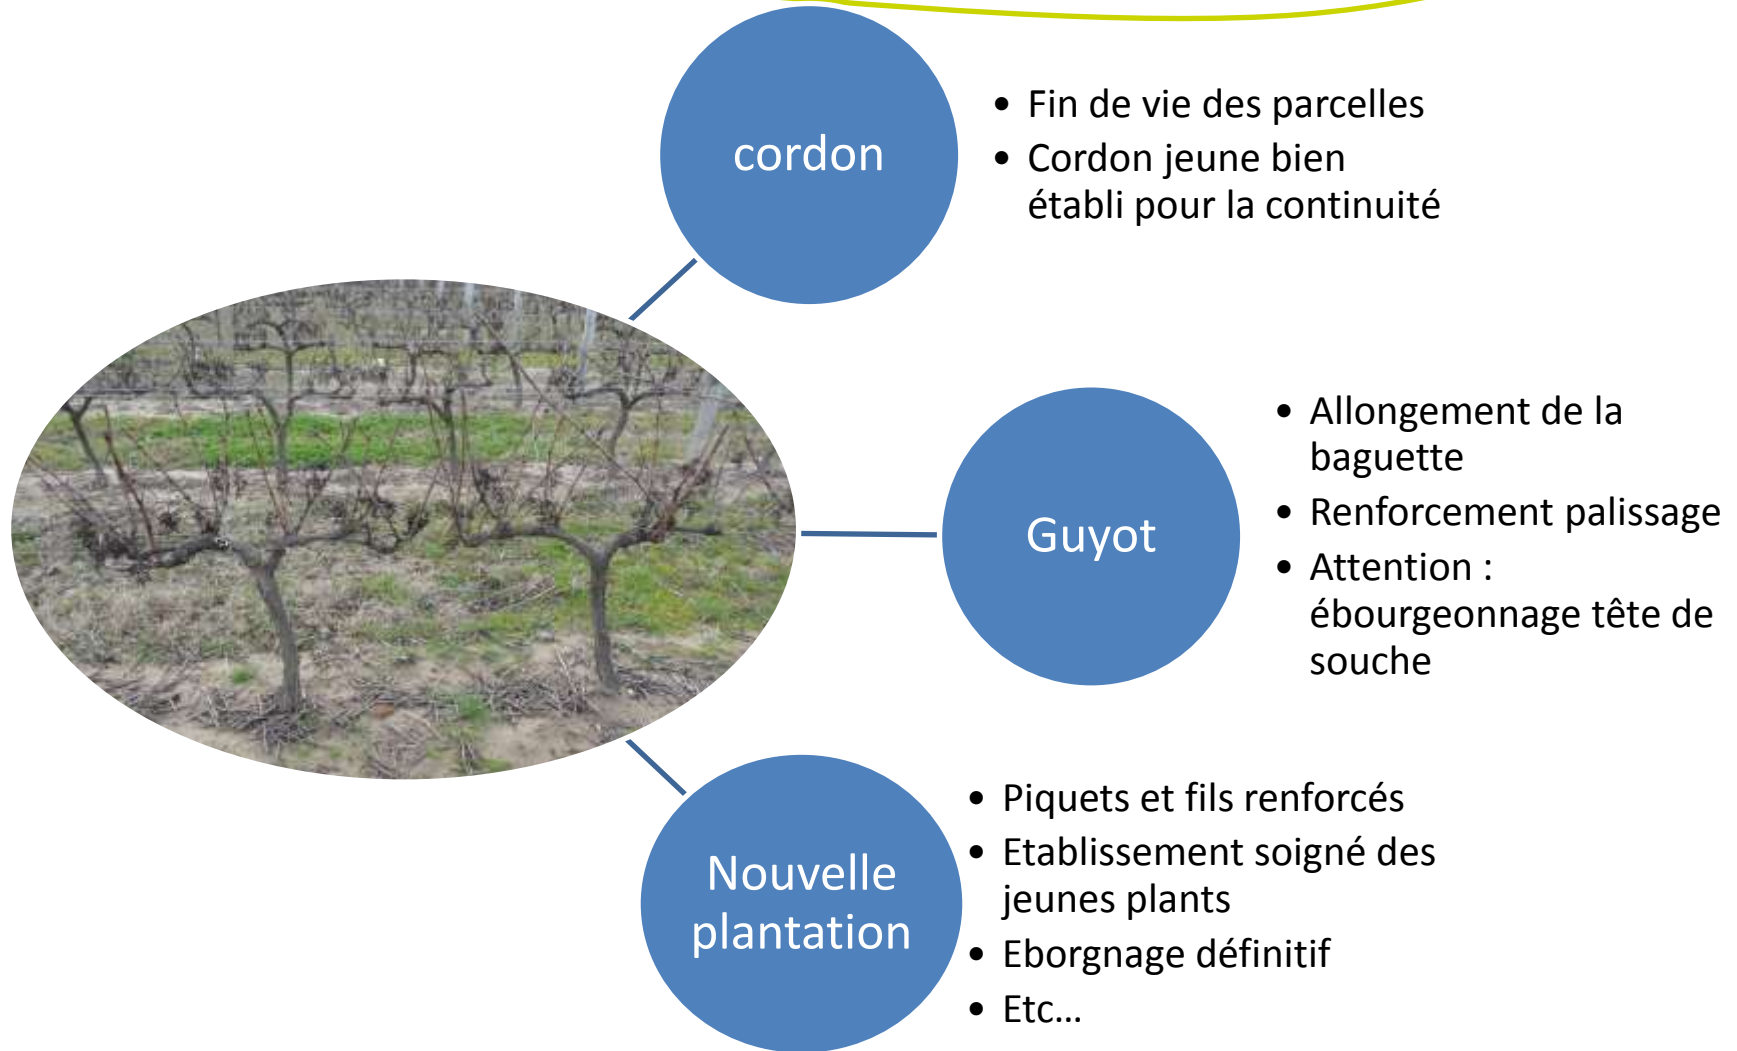 cordon
• Fin de vie des parcelles
• Cordon jeune bien
établi pour la continuité
Guyot
• Allongement de la
baguette
• Renforcement palissage
• Attention :
ébourgeonnage tête de
souche
Nouvelle
plantation
• Piquets et fils renforcés
• Etablissement soigné des
jeunes plants
• Eborgnage définitif
• Etc...